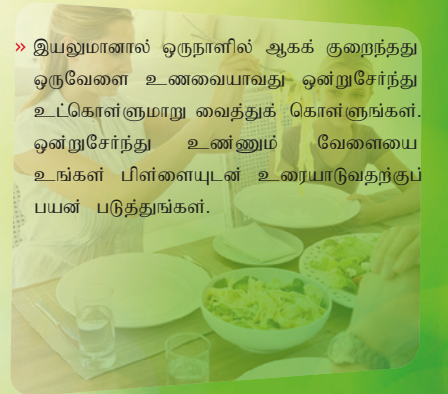 » இயலுமானால் ஒருநாளில் ஆகக் குறைந்தது
ஒருவேளை உணவையாவது ஒன்றுசேர்ந்து
உட்கொள்ளுமாறு வைத்துக் கொள்ளுங்கள்.
ஒன்றுசேர்ந்து உண்ணும் வேளையை
உங்கள் பிள்ளையுடன் உரையாடுவதற்குப்
பயன் படுத்துங்கள்.